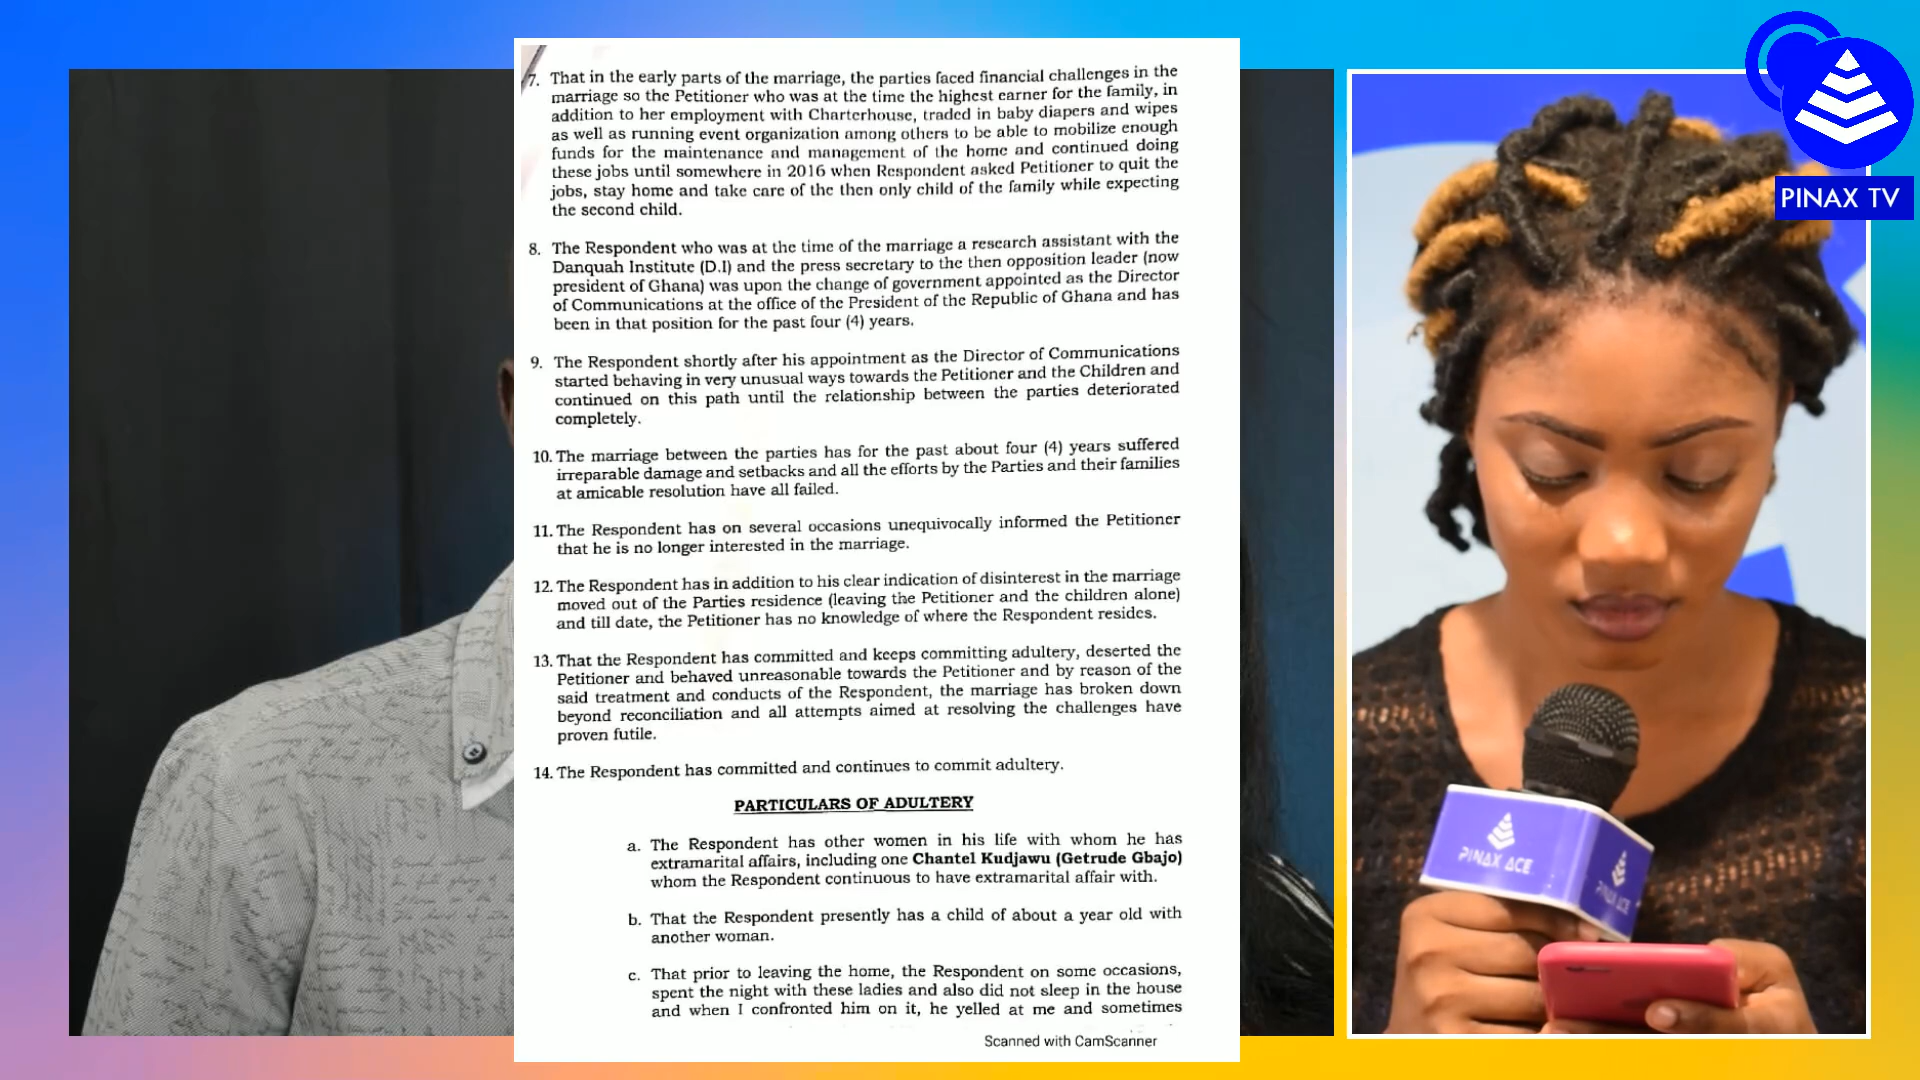 7. That in the early parts of the marriage, the parties faced financial challenges in the
marriage so the Petitioner who was at the time the highest earner for the family, in
addition to her employment with Charterhouse, traded in baby diapers and wipes
as well as running event organization among others to be able to mobilize enough
funds for the maintenance and management of the home and continued doing
these jobs until somewhere in 2016 when Respondent asked Petitioner to quit the
jobs, stay home and take care of the then only child of the family while expecting
the second child.
8. The Respondent who was at the time of the marriage a research assistant with the
Danquah Institute (D.I) and the press secretary to the then opposition leader (now
president of Ghana) was upon the change of government appointed as the Director
of Communications at the office of the President of the Republic of Ghana and has
been in that position for the past four (4) years.
9. The Respondent shortly after his appointment as the Director of Communications
started behaving in very unusual ways towards the Petitioner and the Children and
continued on this path until the relationship between the parties deteriorated
completely.
10. The marriage between the parties has for the past about four (4) years suffered
irreparable damage and setbacks and all the efforts by the Parties and their families
at amicable resolution have all failed.
11. The Respondent has on several occasions unequivocally informed the Petitioner
that he is no longer interested in the marriage.
12. The Respondent has in addition to his clear indication of disinterest in the marriage
moved out of the Parties residence (leaving the Petitioner and the children alone)
and till date, the Petitioner has no knowledge of where the Respondent resides.
13. That the Respondent has committed and keeps committing adultery, deserted the
Petitioner and behaved unreasonable towards the Petitioner and by reason of the
said treatment and conducts of the Respondent, the marriage has broken down
beyond reconciliation and all attempts aimed at resolving the challenges have
proven futile.
14. The Respondent has committed and continues to commit adultery.
PARTICULARS OF ADULTERY
a. The Respondent has other women in his life with whom he has
extramarital affairs, including one Chantel Kudjawu (Getrude Gbajo)
whom the Respondent continuous to have extramarital affair with.
b. That the Respondent presently has a child of about a year old with
another woman.
c. That prior to leaving the home, the Respondent on some occasions,
spent the night with these ladies and also did not sleep in the house
and when I confronted him on it, he yelled at me and sometimes
Scanned with CamScanner
PINAX TV
PINAX ACE
PINAX ACE